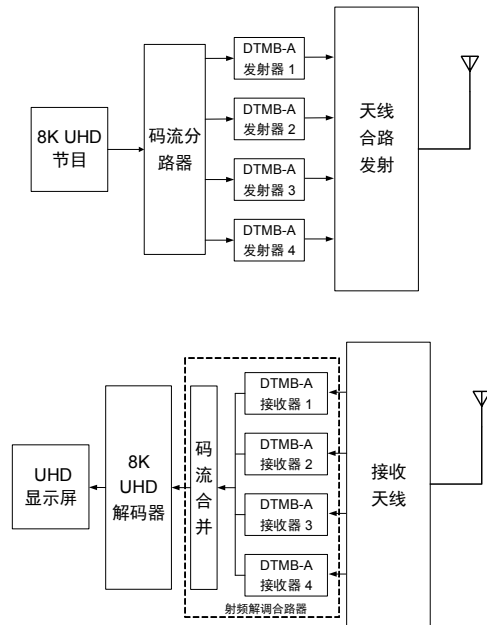 8K UHD
节目
码流分
路器
DTMB-A
发射器 1
DTMB-A
发射器 2
DTMB-A
发射器 3
DTMB-A
发射器 4
天线
合路
发射
UHD
显示屏
8K
UHD
解码器
码
流
合
并
DTMB-A
接收器 1
DTMB-A
接收器 2
DTMB-A
接收器 3
DTMB-A
接收器 4
射频解调合路器
接收
天线